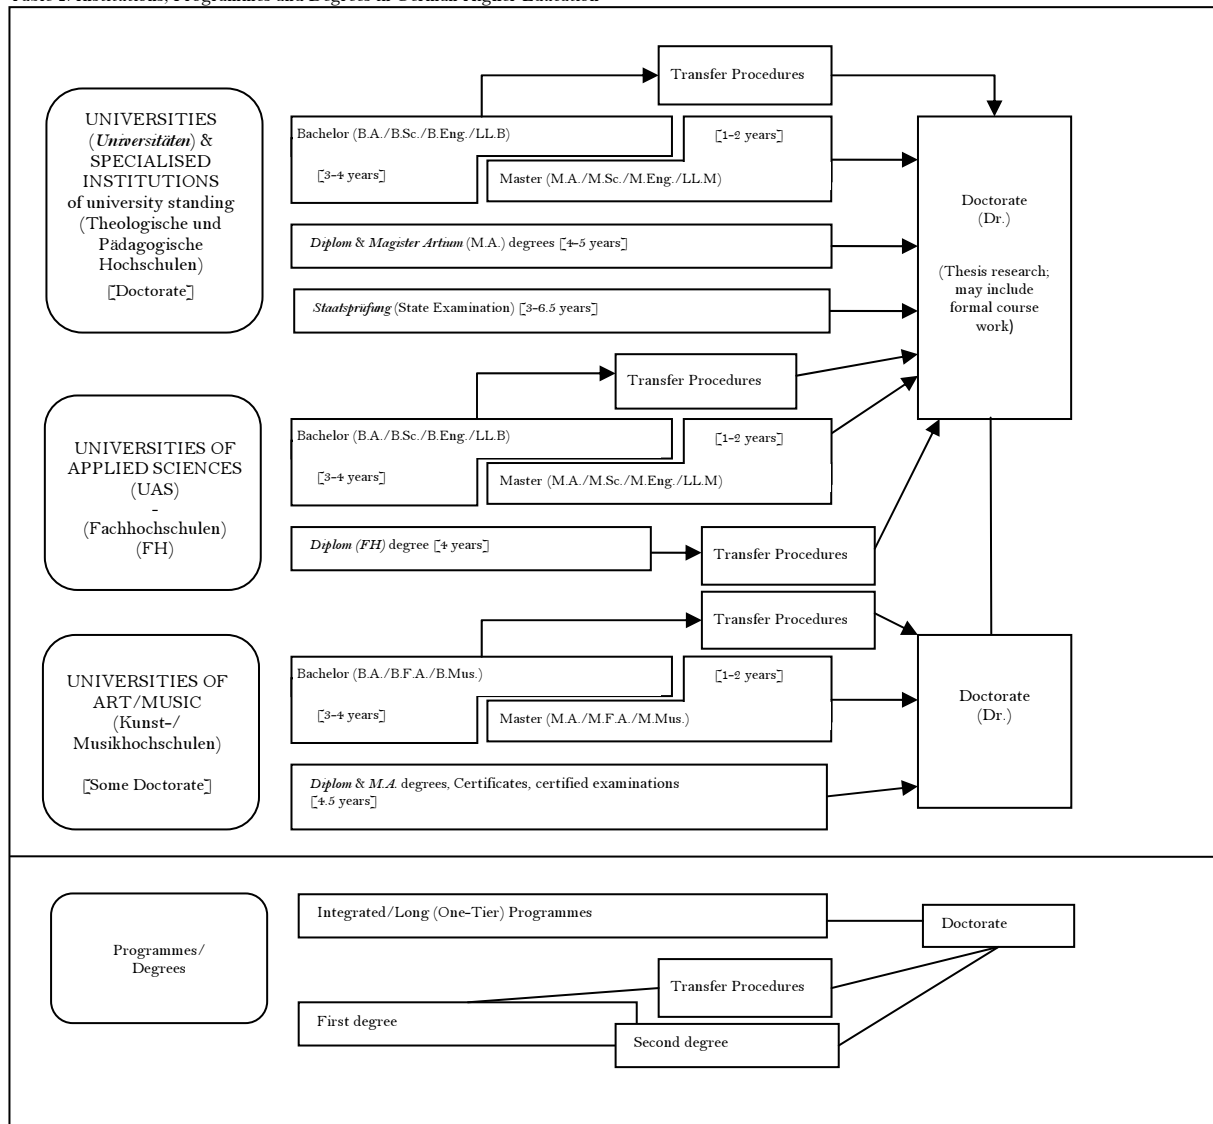 Transfer Procedures
UNIVERSITIES
(Universitäten) &
SPECIALISED
INSTITUTIONS
of university standing
(Theologische und
Pädagogische
Hochschulen)
[Doctorate]
Bachelor (B.A./B.Sc./B.Eng./LL.B)
[3-4 years]
[1-2 years]
Master (M.A./M.Sc./M.Eng./LL.M)
Diplom & Magister Artium (M.A.) degrees [4-5 years]
Staatsprüfung (State Examination) [3-6.5 years]
Doctorate
(Dr.)
(Thesis research;
may include
formal course
work)
Transfer Procedures
UNIVERSITIES OF
APPLIED SCIENCES
(UAS)
-
(Fachhochschulen)
(FH)
Bachelor (B.A./B.Sc./B.Eng./LL.B)
[3-4 years]
[1-2 years]
Master (M.A./M.Sc./M.Eng./LL.M)
Diplom (FH) degree [4 years]
Transfer Procedures
Transfer Procedures
UNIVERSITIES OF
ART/MUSIC
(Kunst-/
Musikhochschulen)
[Some Doctorate]
Bachelor (B.A./B.F.A./B.Mus.)
[3-4 years]
[1-2 years]
Master (M.A./M.F.A./M.Mus.)
Diplom & M.A. degrees, Certificates, certified examinations
[4.5 years]
Doctorate
(Dr.)
Programmes/
Degrees
Integrated/Long (One-Tier) Programmes
Doctorate
Transfer Procedures
First degree
Second degree